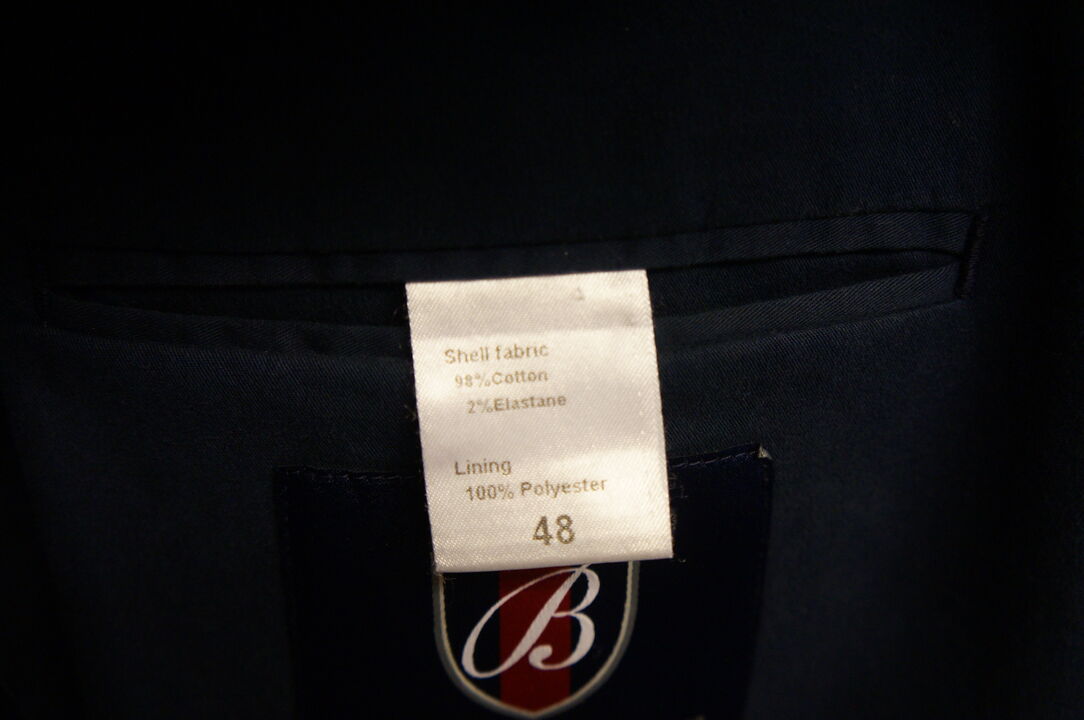 Shell fabric
98%Cotton
2%Elastane
Lining
100% Polyester
48
B